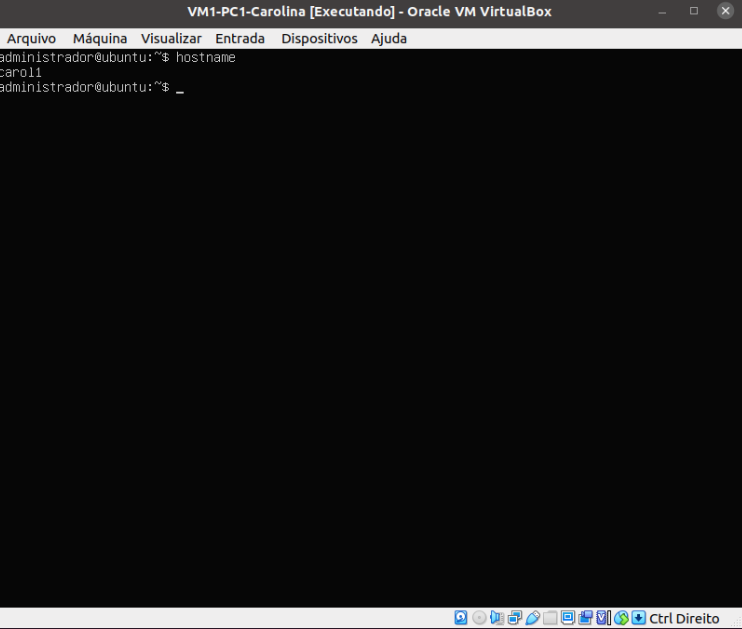 VM1-PC1-Carolina [Executando] - Oracle VM VirtualBox
Arquivo Máquina Visualizar Entrada Dispositivos Ajuda
administrador@ubuntu:~$ hostname
carol1
administrador@ubuntu:~$ _
Ctrl Direito